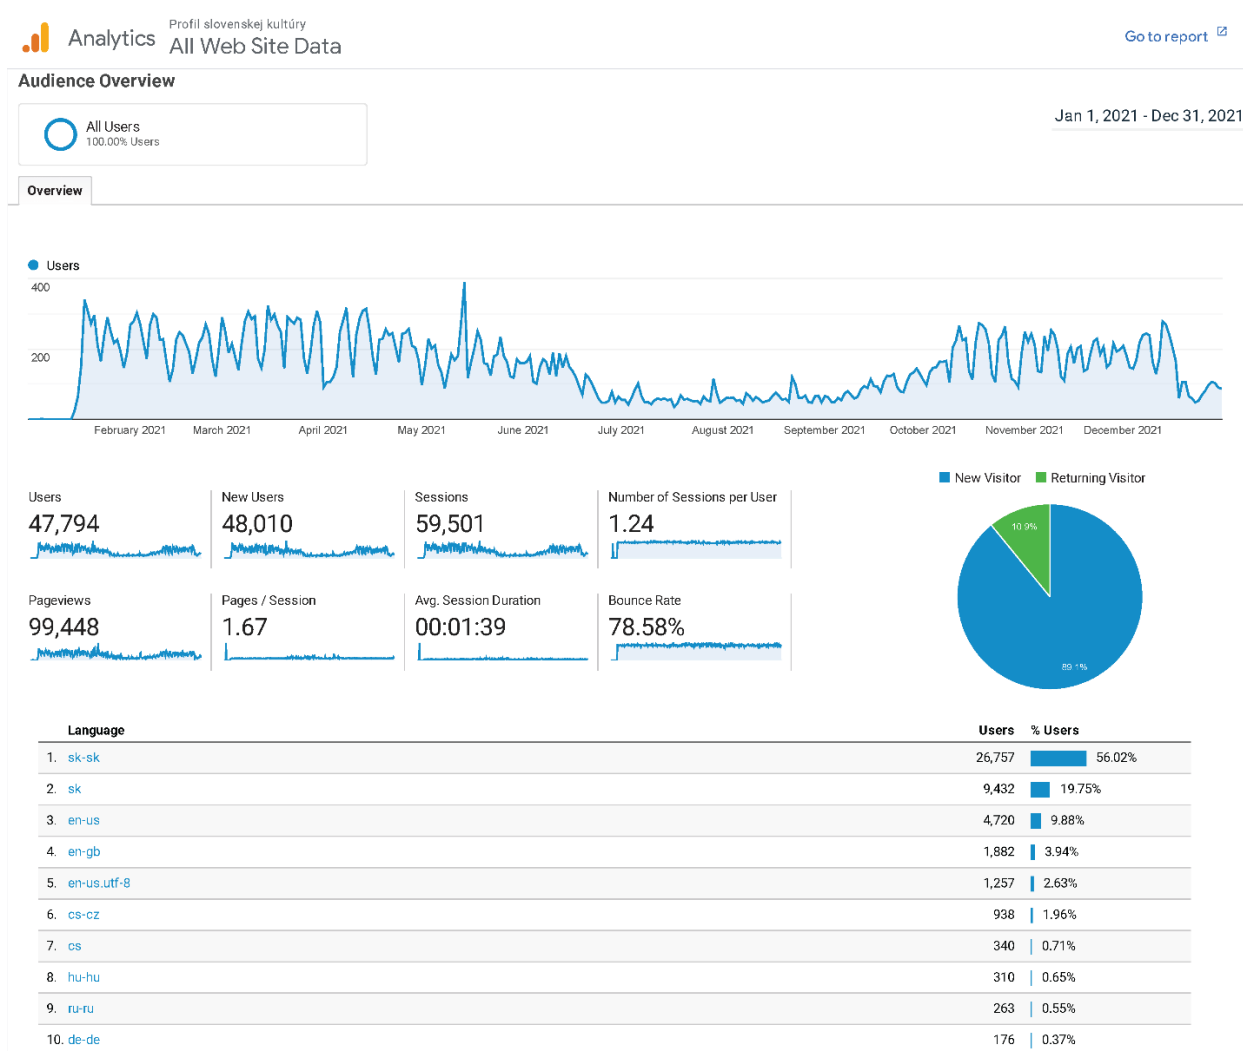 Analytics
Profil slovenskej kultúry
All Web Site Data
Go to report
Audience Overview
All Users
100.00% Users
Jan 1, 2021 - Dec 31, 2021
Overview
Users
400
200
February 2021 March 2021 April 2021 May 2021 June 2021 July 2021 August 2021 September 2021 October 2021 November 2021 December 2021
New Visitor Returning Visitor
10.9%
89.1%
Users New Users Sessions Number of Sessions per User
47,794 48,010 59,501 1.24
Pageviews Pages / Session Avg. Session Duration Bounce Rate
99,448 1.67 00:01:39 78.58%
Language Users % Users
1. sk-sk 26,757 56.02%
2. sk 9,432 19.75%
3. en-us 4,720 9.88%
4. en-gb 1,882 3.94%
5. en-us.utf-8 1,257 2.63%
6. cs-cz 938 1.96%
7. cs 340 0.71%
8. hu-hu 310 0.65%
9. ru-ru 263 0.55%
10. de-de 176 0.37%